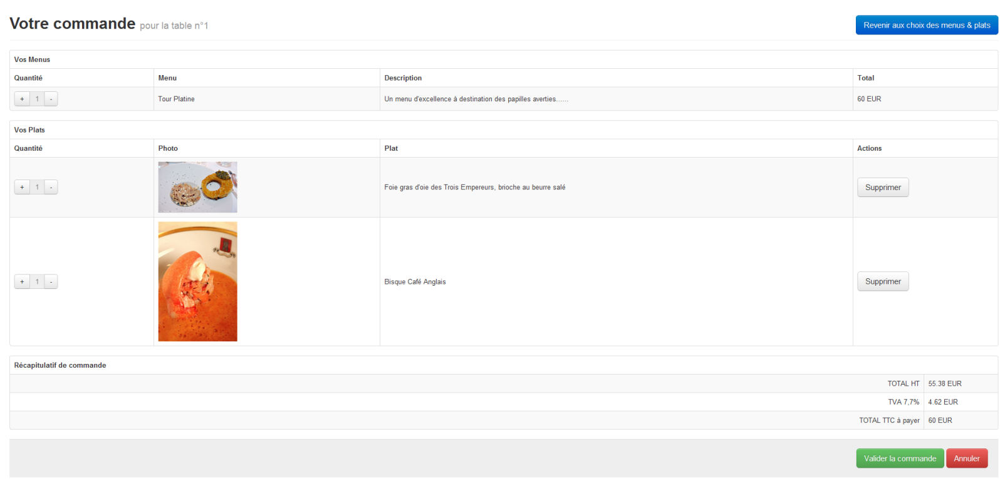 Votre commande pour la table n°1
Revenir aux choix des menus & plats
Vos Menus
Quantité Menu Description Total
+ 1 - Tour Platine Un menu d'excellence à destination des papilles averties...... 60 EUR
Vos Plats
Quantité Photo Plat Actions
+ 1 - Foie gras d'oie des Trois Empereurs, brioche au beurre salé Supprimer
+ 1 - Bisque Café Anglais Supprimer
Récapitulatif de commande
TOTAL HT 55.38 EUR
TVA 7,7% 4.62 EUR
TOTAL TTC à payer 60 EUR
Valider la commande Annuler